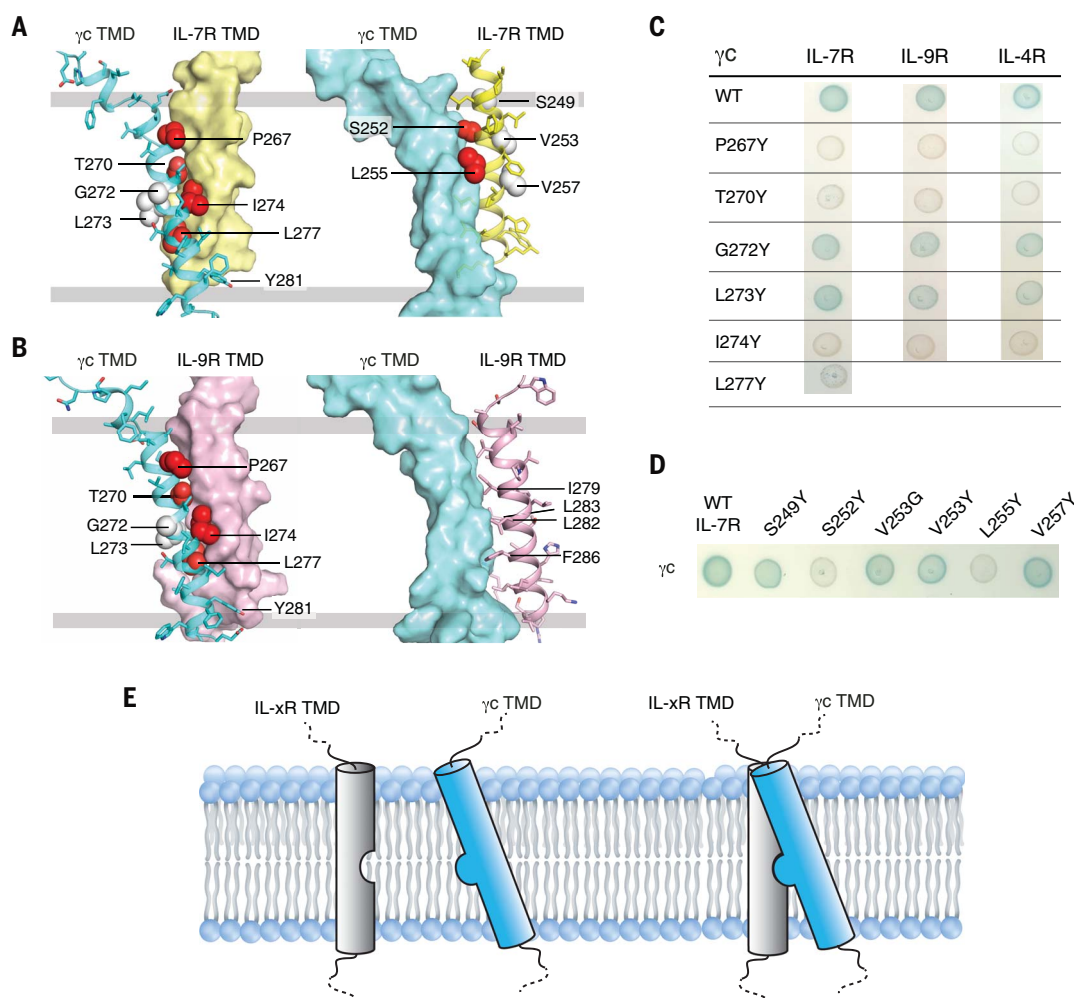 A
γc TMD
IL-7R TMD
γc TMD
IL-7R TMD
P267
T270
G272
L273
I274
L277
Y281
S249
S252
V253
L255
V257
B
γc TMD
IL-9R TMD
γc TMD
IL-9R TMD
P267
T270
G272
L273
I274
L277
Y281
I279
L283
L282
F286
C
γC IL-7R IL-9R IL-4R
WT
P267Y
T270Y
G272Y
L273Y
I274Y
L277Y
D
WT IL-7R S249Y S252Y V253G V253Y L255Y V257Y
γc
E
IL-xR TMD
γc TMD
IL-xR TMD
γc TMD